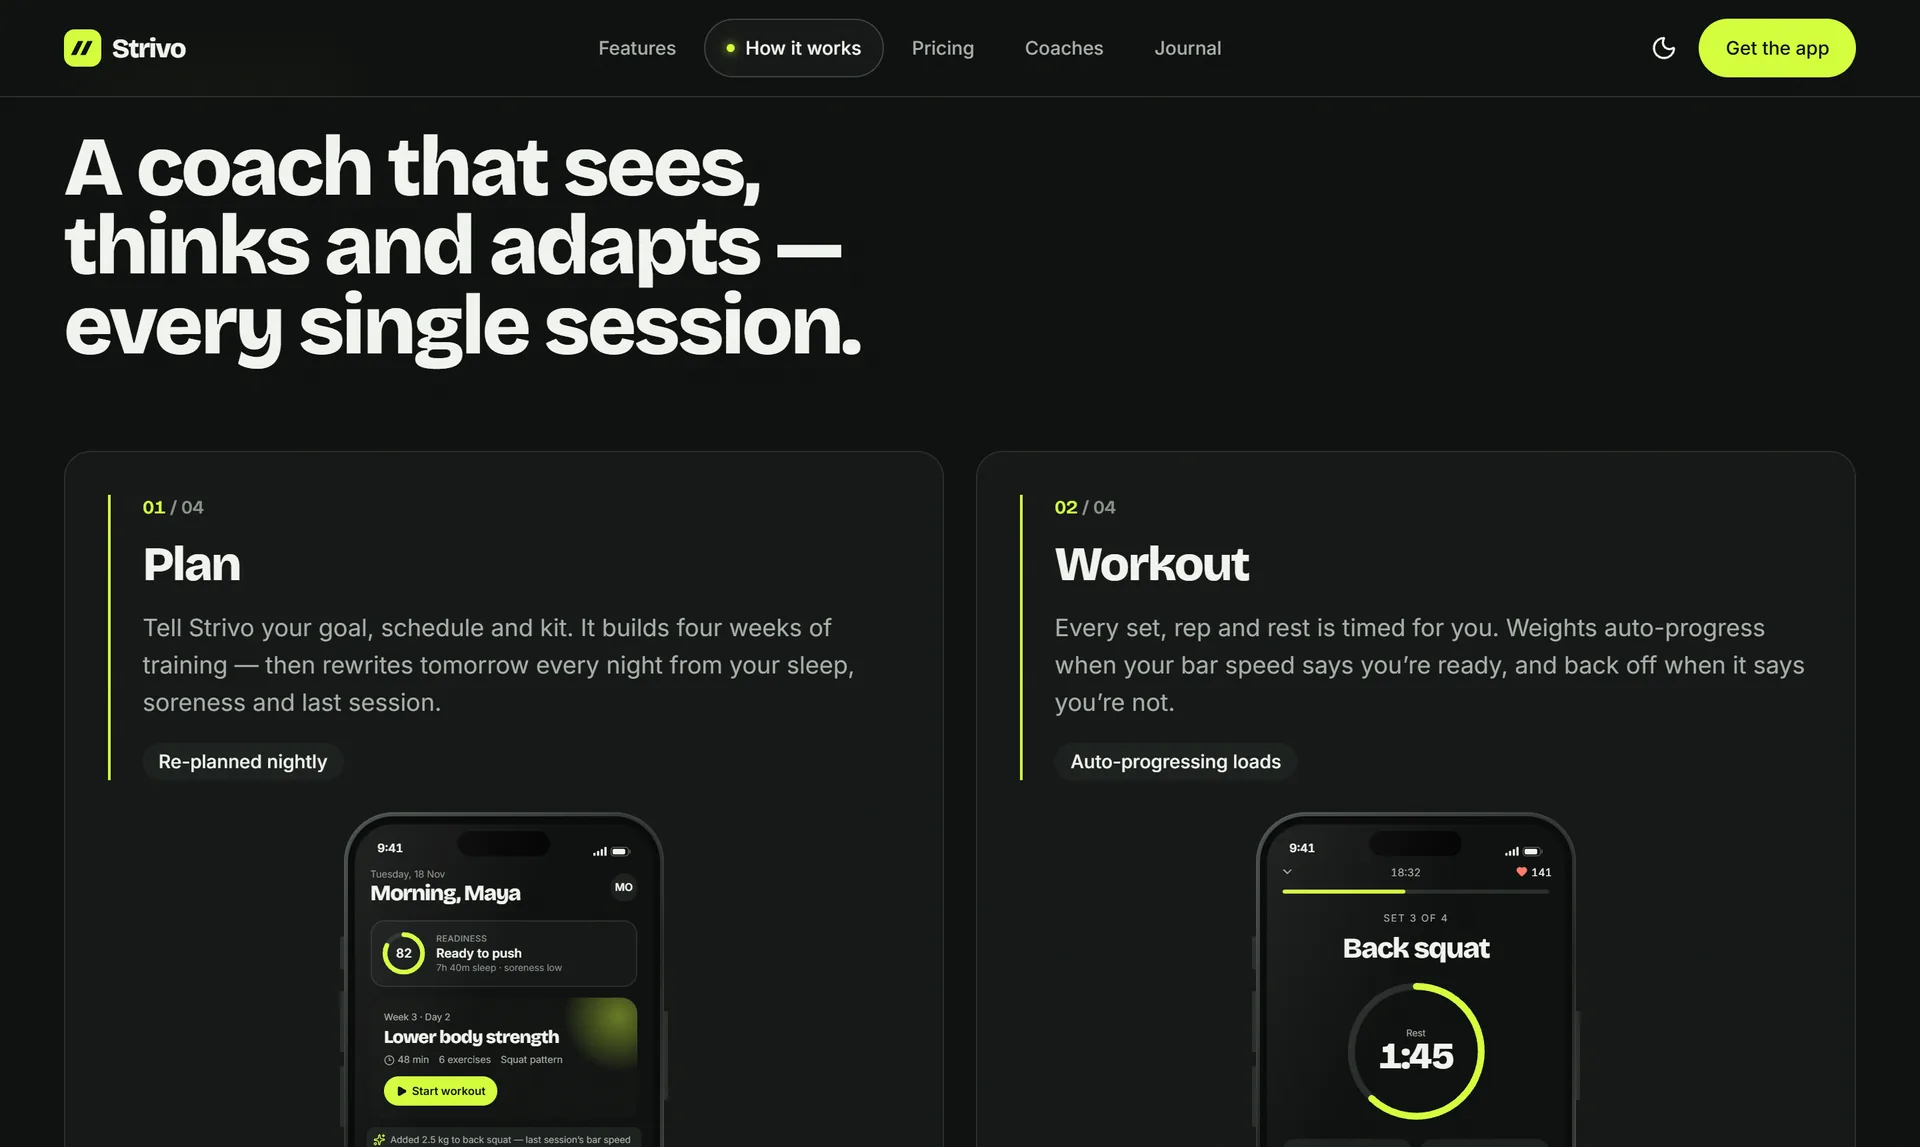 Strivo
Features
How it works
Pricing
Coaches
Journal
Get the app
A coach that sees,
thinks and adapts —
every single session.
01 / 04
Plan
Tell Strivo your goal, schedule and kit. It builds four weeks of
training — then rewrites tomorrow every night from your sleep,
soreness and last session.
Re-planned nightly
9:41
Tuesday, 18 Nov
Morning, Maya
MO
82
READINESS
Ready to push
7h 40m sleep · soreness low
Week 3 · Day 2
Lower body strength
48 min 6 exercises Squat pattern
Start workout
Added 2.5 kg to back squat — last session’s bar speed
02 / 04
Workout
Every set, rep and rest is timed for you. Weights auto-progress
when your bar speed says you’re ready, and back off when it says
you’re not.
Auto-progressing loads
9:41
18:32
141
SET 3 OF 4
Back squat
Rest
1:45